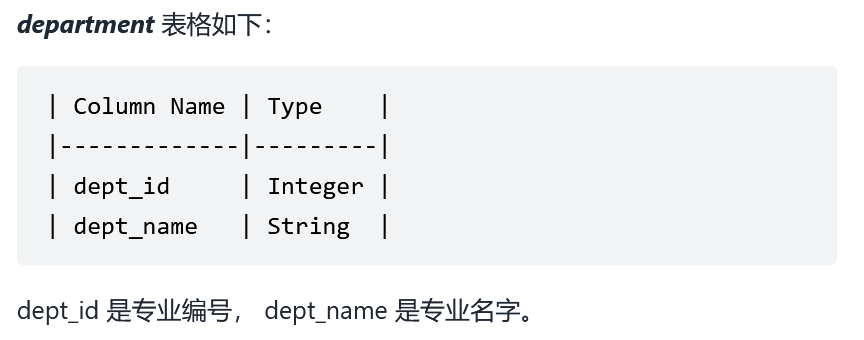 department 表格如下：
| Column Name | Type    |
|-------------|---------|
| dept_id     | Integer |
| dept_name   | String  |
dept_id 是专业编号， dept_name 是专业名字。